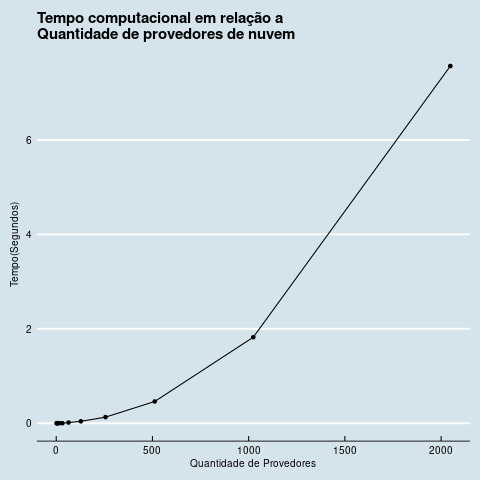 Tempo computacional em relação a
Quantidade de provedores de nuvem
Tempo(Segundos)
6
4
2
0
0 500 1000 1500 2000
Quantidade de Provedores